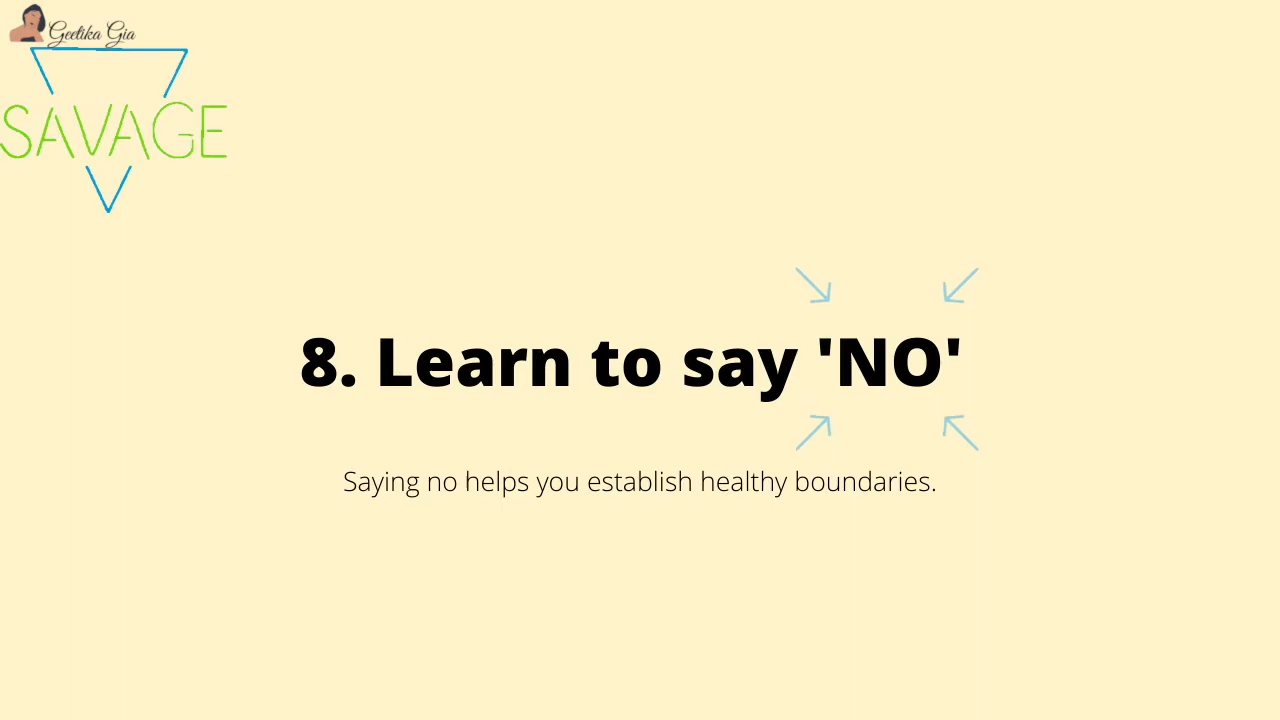 Geetika Gia
SAVAGE
8. Learn to say 'NO'
Saying no helps you establish healthy boundaries.